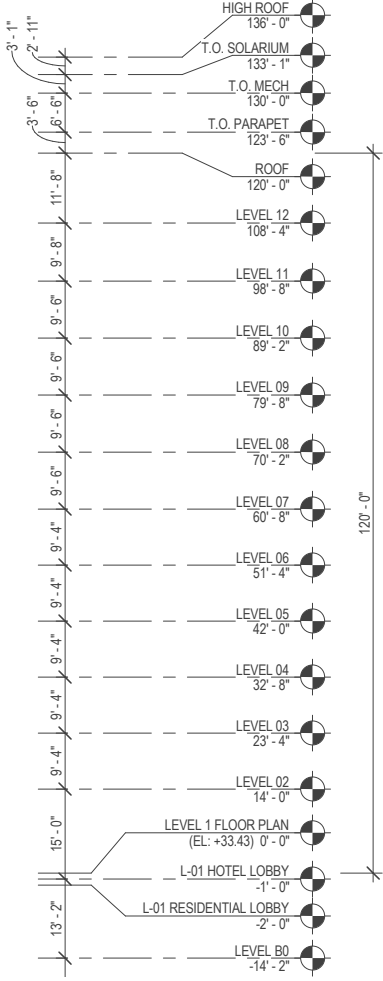 HIGH ROOF
136' - 0"
T.O. SOLARIUM
133' - 1"
T.O. MECH
130' - 0"
T.O. PARAPET
123' - 6"
ROOF
120' - 0"
LEVEL 12
108' - 4"
LEVEL 11
98' - 8"
LEVEL 10
89' - 2"
LEVEL 09
79' - 8"
LEVEL 08
70' - 2"
LEVEL 07
60' - 8"
LEVEL 06
51' - 4"
LEVEL 05
42' - 0"
LEVEL 04
32' - 8"
LEVEL 03
23' - 4"
LEVEL 02
14' - 0"
LEVEL 1 FLOOR PLAN
(EL: +33.43) 0' - 0"
L-01 HOTEL LOBBY
-1' - 0"
L-01 RESIDENTIAL LOBBY
-2' - 0"
LEVEL B0
-14' - 2"
3' - 1"
2' - 11"
3' - 6"
6' - 6"
11' - 8"
9' - 8"
9' - 6"
9' - 6"
9' - 6"
9' - 6"
9' - 4"
9' - 4"
9' - 4"
9' - 4"
9' - 4"
15' - 0"
13' - 2"
120' - 0"